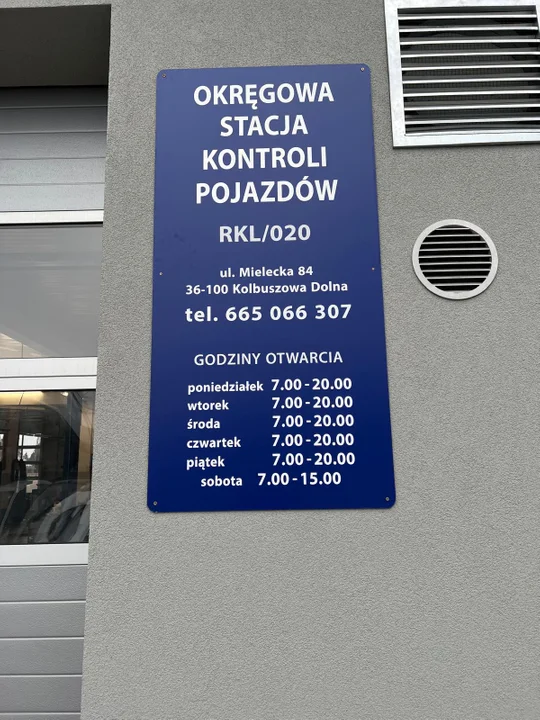 OKRĘGOWA
STACJA
KONTROLI
POJAZDÓW
RKL/020
ul. Mielecka 84
36-100 Kolbuszowa Dolna
tel. 665 066 307
GODZINY OTWARCIA
poniedziałek 7.00-20.00
wtorek 7.00-20.00
środa 7.00-20.00
czwartek 7.00-20.00
piątek 7.00-20.00
sobota 7.00-15.00